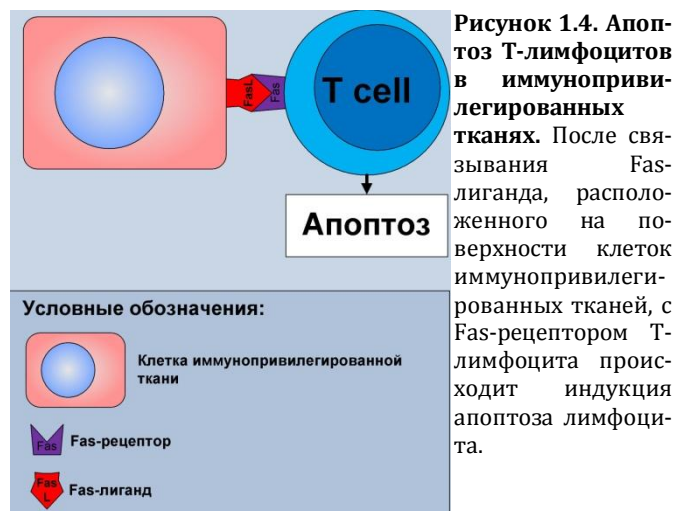 FasL
Fas
T cell
Апоптоз
Условные обозначения:
Клетка иммунопривилегированной
ткани
Fas
Fas-рецептор
Fas
L
Fas-лиганд
Рисунок 1.4. Апоп-
тоз Т-лимфоцитов
в иммуноприви-
легированных
тканях. После свя-
зывания Fas-
лиганда, располо-
женного на по-
верхности клеток
иммунопривилеги-
рованных тканей, с
Fas-рецептором Т-
лимфоцита проис-
ходит индукция
апоптоза лимфоци-
та.